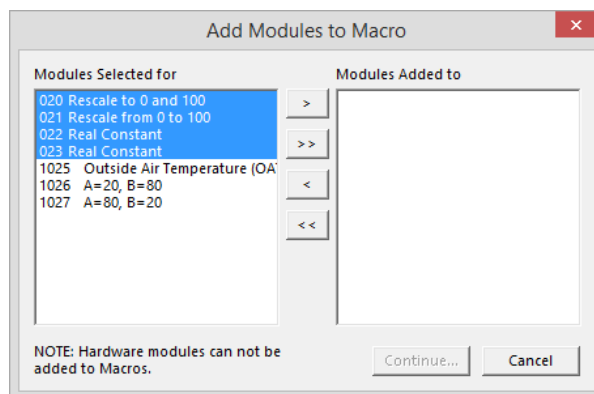 Add Modules to Macro
×
Modules Selected for
Modules Added to
020 Rescale to 0 and 100
021 Rescale from 0 to 100
022 Real Constant
023 Real Constant
1025 Outside Air Temperature (OA
1026 A=20, B=80
1027 A=80, B=20
>
>>
<
<<
NOTE: Hardware modules can not be
added to Macros.
Continue...
Cancel